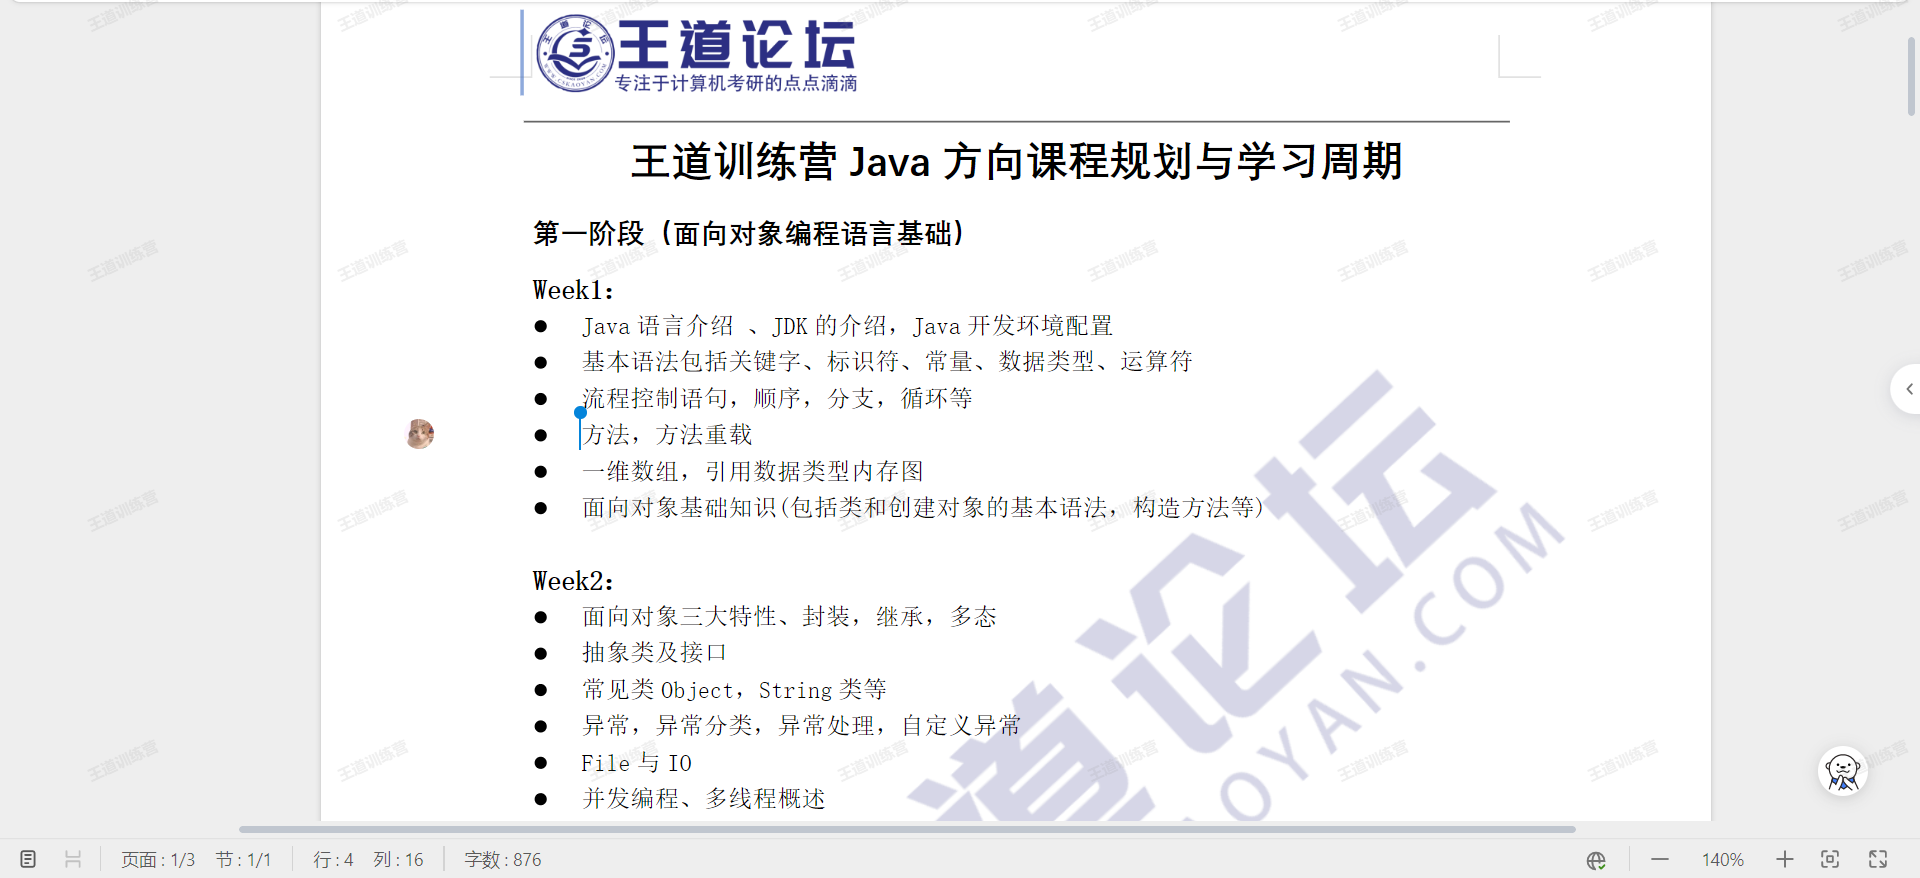 王道论坛
专注于计算机考研的点点滴滴
王道训练营 Java 方向课程规划与学习周期
第一阶段（面向对象编程语言基础）
Week1：
● Java 语言介绍 、JDK 的介绍，Java 开发环境配置
● 基本语法包括关键字、标识符、常量、数据类型、运算符
● 流程控制语句，顺序，分支，循环等
● 方法，方法重载
● 一维数组，引用数据类型内存图
● 面向对象基础知识(包括类和创建对象的基本语法，构造方法等)
Week2：
● 面向对象三大特性、封装，继承，多态
● 抽象类及接口
● 常见类 Object，String 类等
● 异常，异常分类，异常处理，自定义异常
● File 与 IO
● 并发编程、多线程概述
道论坛
OYAN.COM
王道训练营
页面 : 1/3 节 : 1/1 行 : 4 列 : 16 字数 : 876 140%